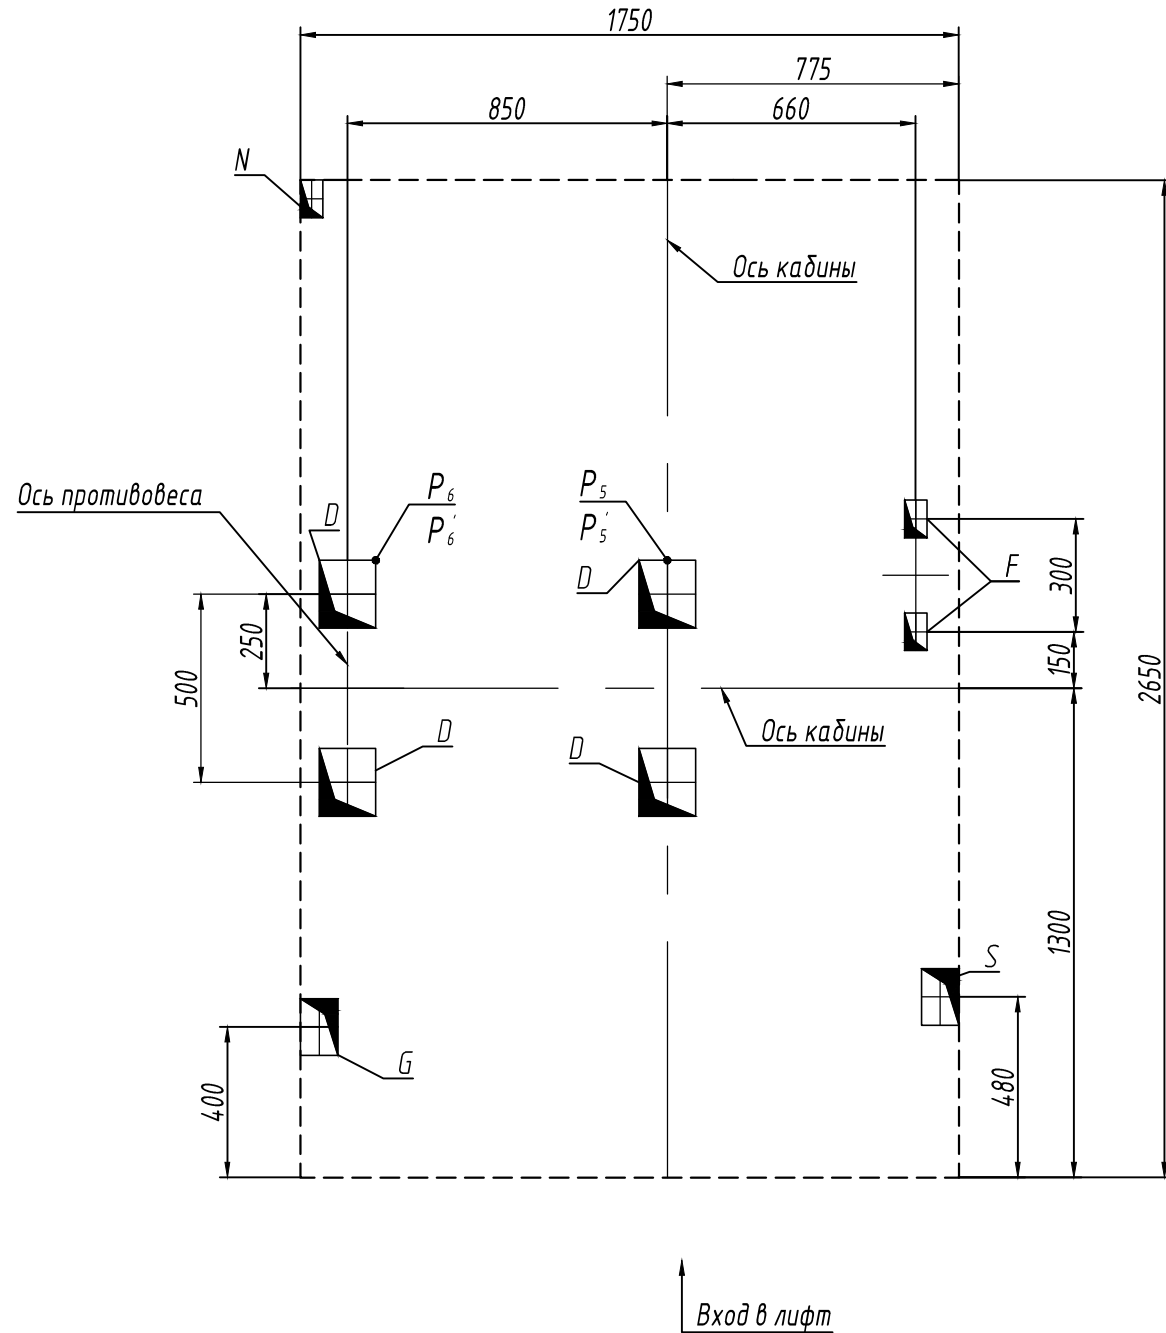 1750
775
850
660
N
Ось кабины
Ось противовеса
D
P₆
P₆'
P₅
P₅'
D
F
300
250
500
150
2650
D
D
Ось кабины
1300
S
G
400
480
Вход в лифт